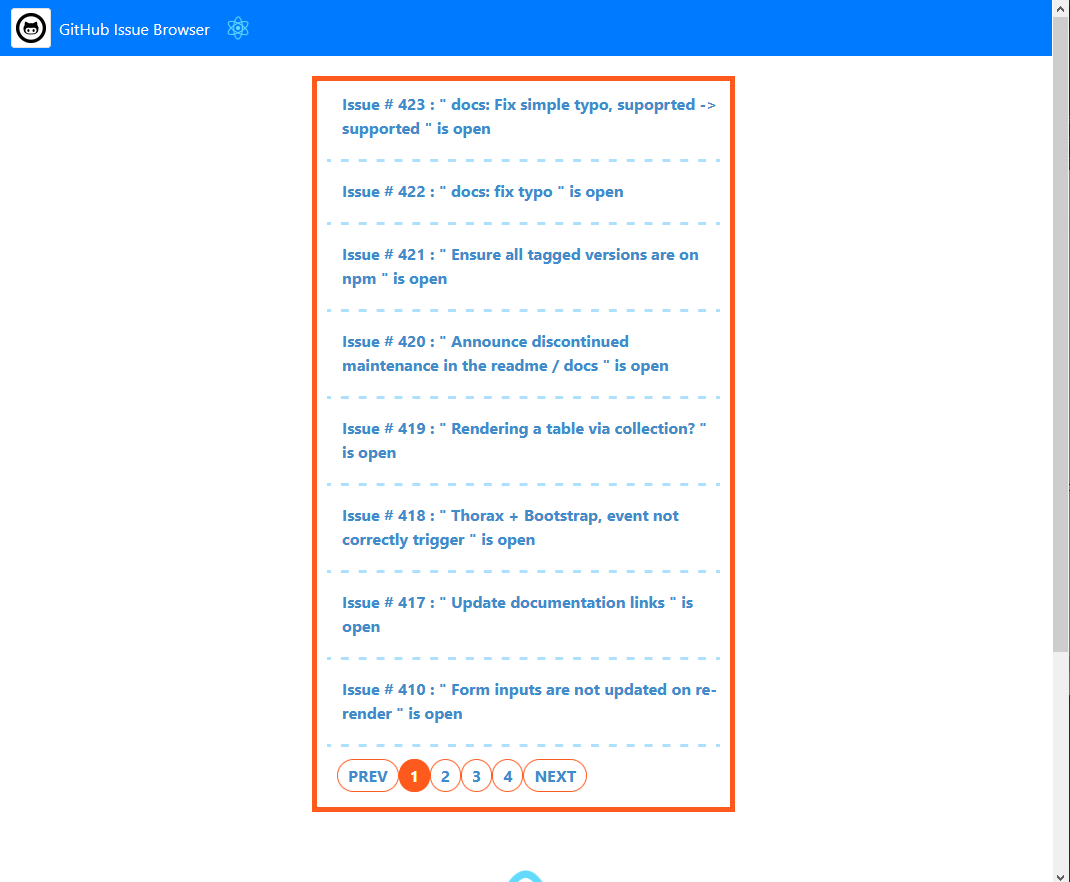 GitHub Issue Browser
Issue # 423 : " docs: Fix simple typo, supoprted ->
supported " is open
Issue # 422 : " docs: fix typo " is open
Issue # 421 : " Ensure all tagged versions are on
npm " is open
Issue # 420 : " Announce discontinued
maintenance in the readme / docs " is open
Issue # 419 : " Rendering a table via collection? "
is open
Issue # 418 : " Thorax + Bootstrap, event not
correctly trigger " is open
Issue # 417 : " Update documentation links " is
open
Issue # 410 : " Form inputs are not updated on re-
render " is open
PREV 1 2 3 4 NEXT